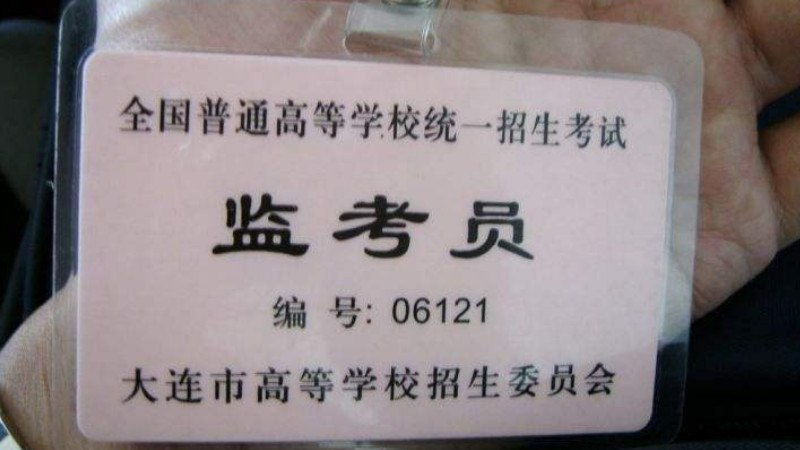 全国普通高等学校统一招生考试
监考员
编 号: 06121
大连市高等学校招生委员会